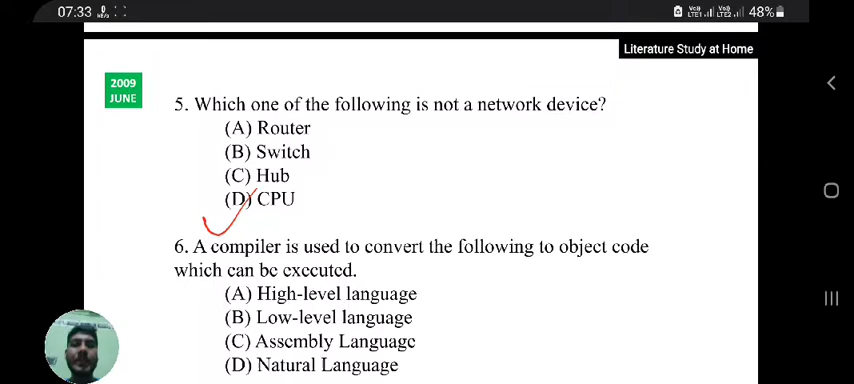 07:33
LTE1 LTE2 48%
Literature Study at Home
2009
JUNE
5. Which one of the following is not a network device?
(A) Router
(B) Switch
(C) Hub
(D) CPU
6. A compiler is used to convert the following to object code
which can be executed.
(A) High-level language
(B) Low-level language
(C) Assembly Language
(D) Natural Language